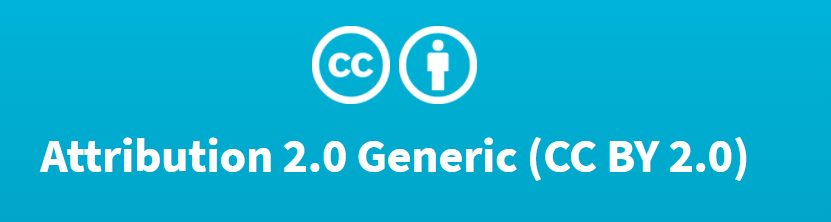 CC
Attribution 2.0 Generic (CC BY 2.0)